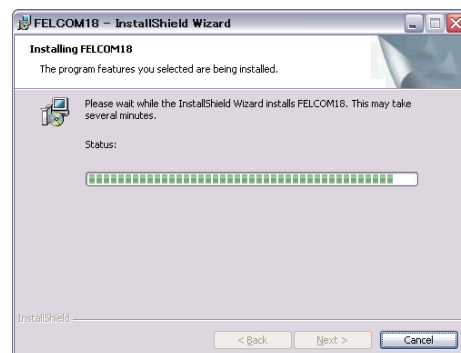 FELCOM18 - InstallShield Wizard
Installing FELCOM18
The program features you selected are being installed.
Please wait while the InstallShield Wizard installs FELCOM18. This may take
several minutes.
Status:
InstallShield
< Back Next > Cancel